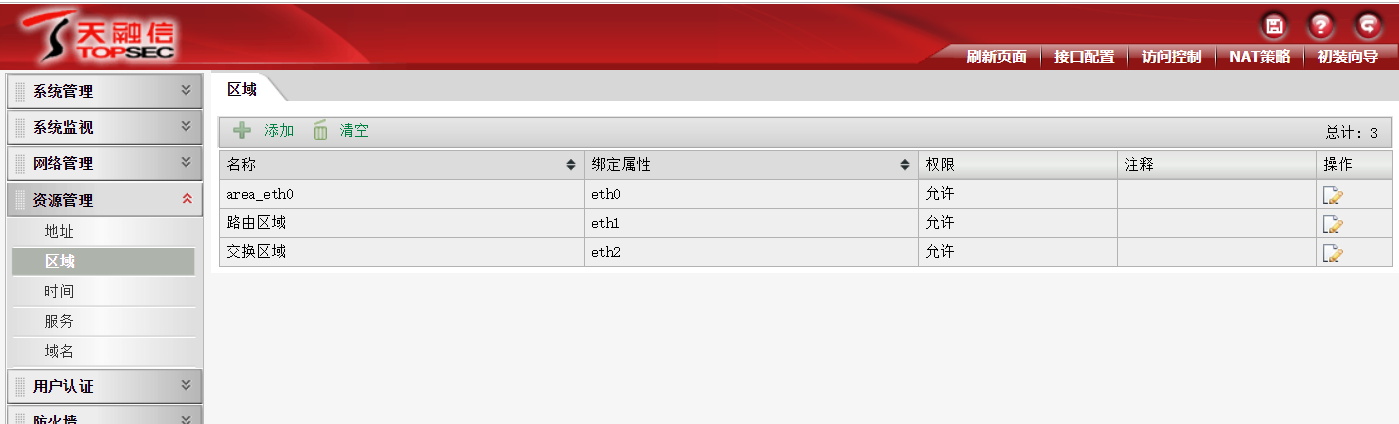 天融信
TOPSEC
刷新页面 接口配置 访问控制 NAT策略 初装向导
系统管理
系统监视
网络管理
资源管理
地址
区域
时间
服务
域名
用户认证
防火墙
区域
添加 清空 总计：3
名称 绑定属性 权限 注释 操作
area_eth0 eth0 允许
路由区域 eth1 允许
交换区域 eth2 允许